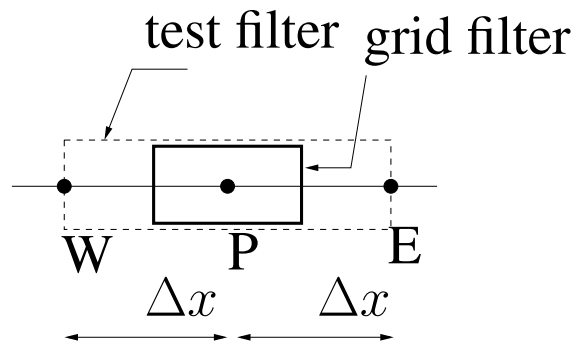 test filter
grid filter
W
P
E
Δx
Δx